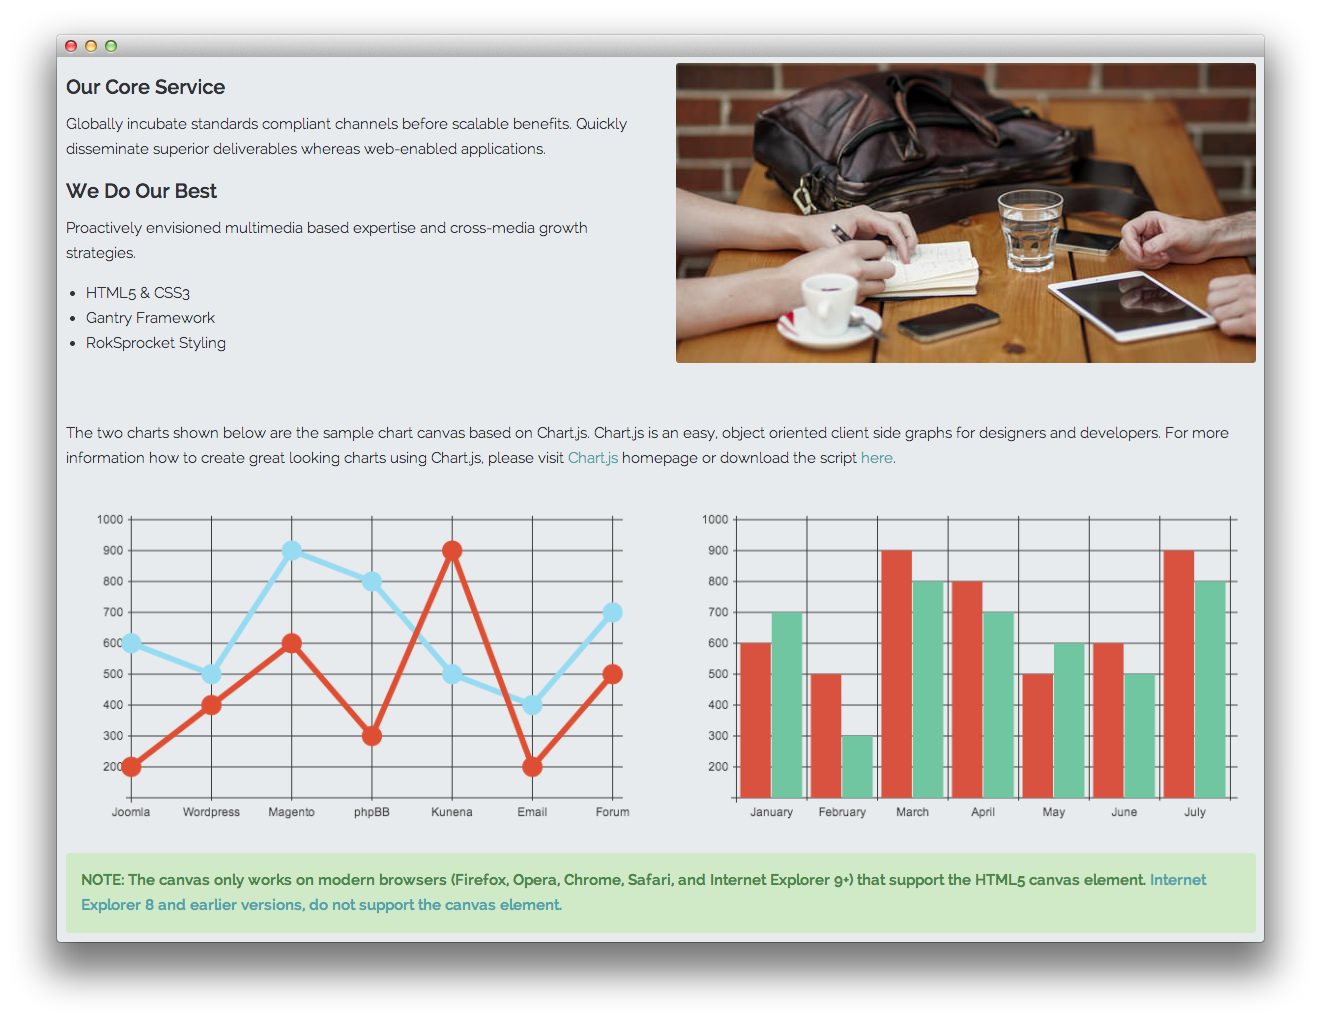 Our Core Service
Globally incubate standards compliant channels before scalable benefits. Quickly
disseminate superior deliverables whereas web-enabled applications.
We Do Our Best
Proactively envisioned multimedia based expertise and cross-media growth
strategies.
• HTML5 & CSS3
• Gantry Framework
• RokSprocket Styling
The two charts shown below are the sample chart canvas based on Chart.js. Chart.js is an easy, object oriented client side graphs for designers and developers. For more
information how to create great looking charts using Chart.js, please visit Chart.js homepage or download the script here.
1000
900
800
700
600
500
400
300
200
Joomla Wordpress Magento phpBB Kunena Email Forum
1000
900
800
700
600
500
400
300
200
January February March April May June July
NOTE: The canvas only works on modern browsers (Firefox, Opera, Chrome, Safari, and Internet Explorer 9+) that support the HTML5 canvas element. Internet
Explorer 8 and earlier versions, do not support the canvas element.